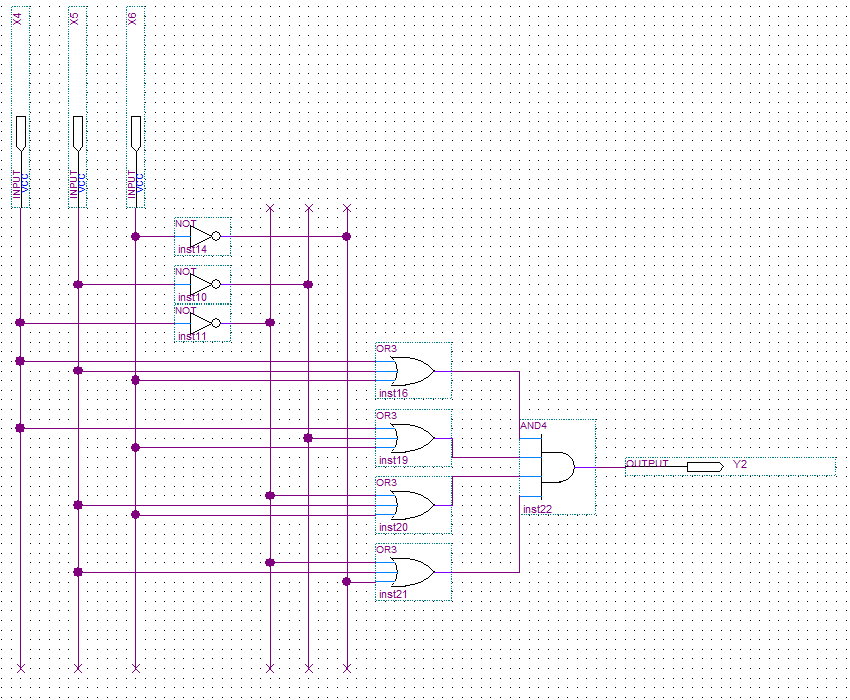 X4
X5
X6
INPUT
VCC
INPUT
VCC
INPUT
VCC
NOT
inst14
NOT
inst10
NOT
inst11
OR3
inst16
OR3
inst19
AND4
OUTPUT
Y2
OR3
inst22
inst20
OR3
inst21